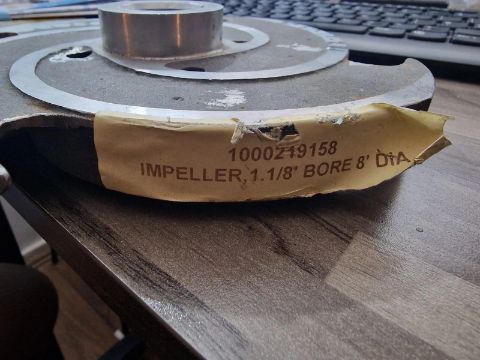 1000219158
IMPELLER, 1.1/8' BORE 8' DIA